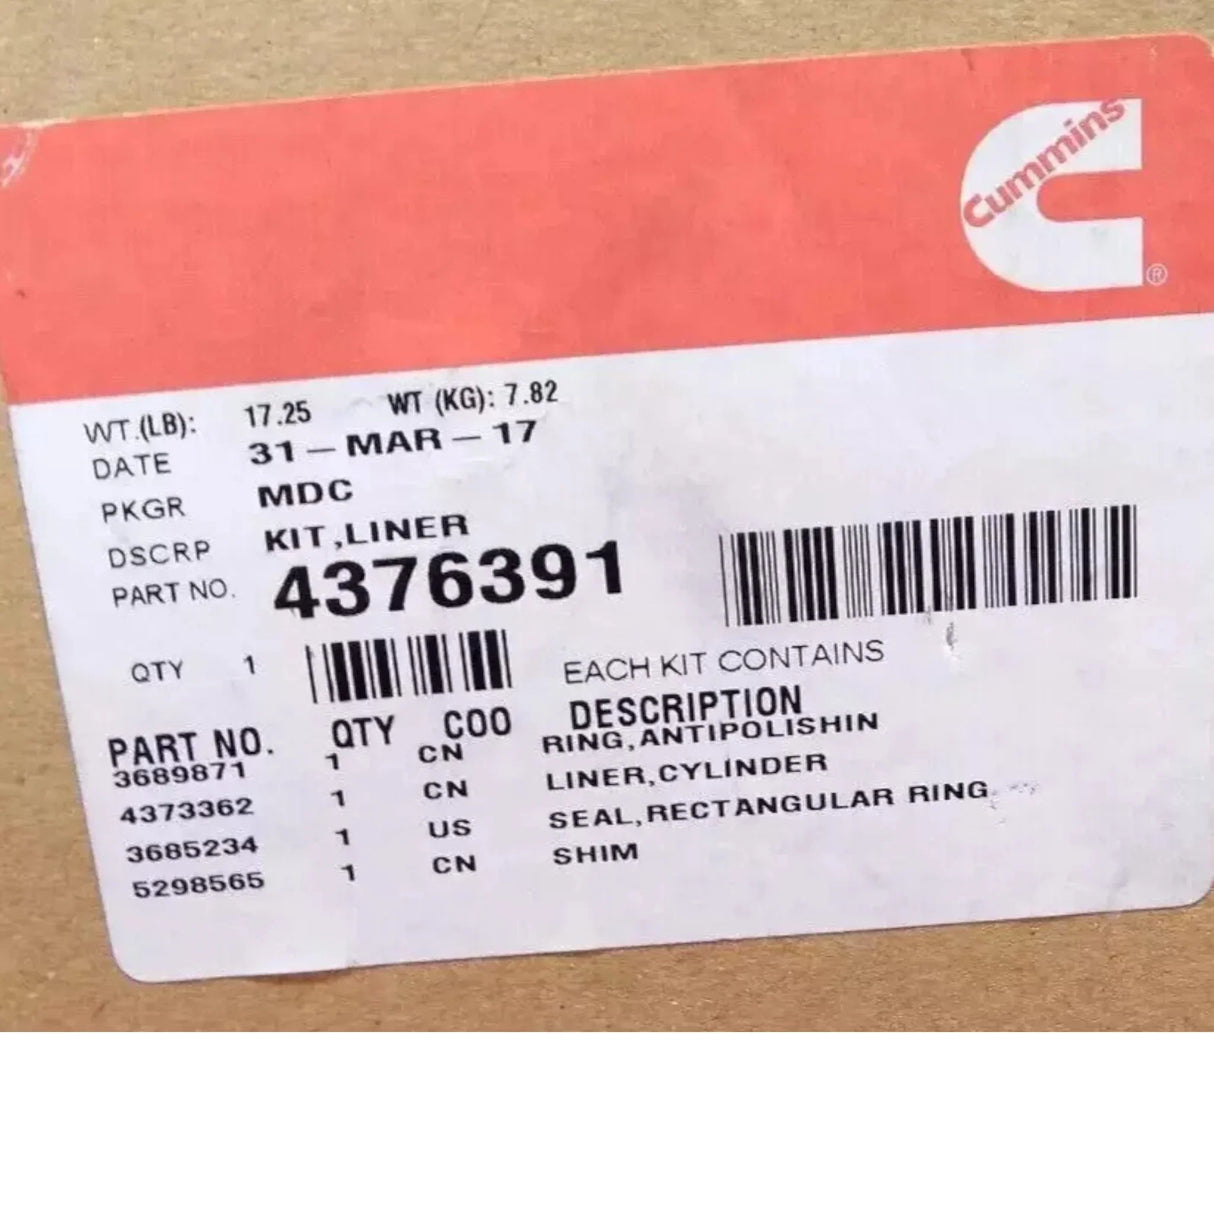 Cummins
®
WT.(LB): 17.25 WT (KG): 7.82
DATE 31-MAR-17
PKGR MDC
DSCRP KIT,LINER
PART NO. 4376391
QTY 1
EACH KIT CONTAINS
PART NO. QTY COO DESCRIPTION
3689871 1 CN RING,ANTIPOLISHIN
4373362 1 CN LINER,CYLINDER
3685234 1 US SEAL,RECTANGULAR RING
5298565 1 CN SHIM